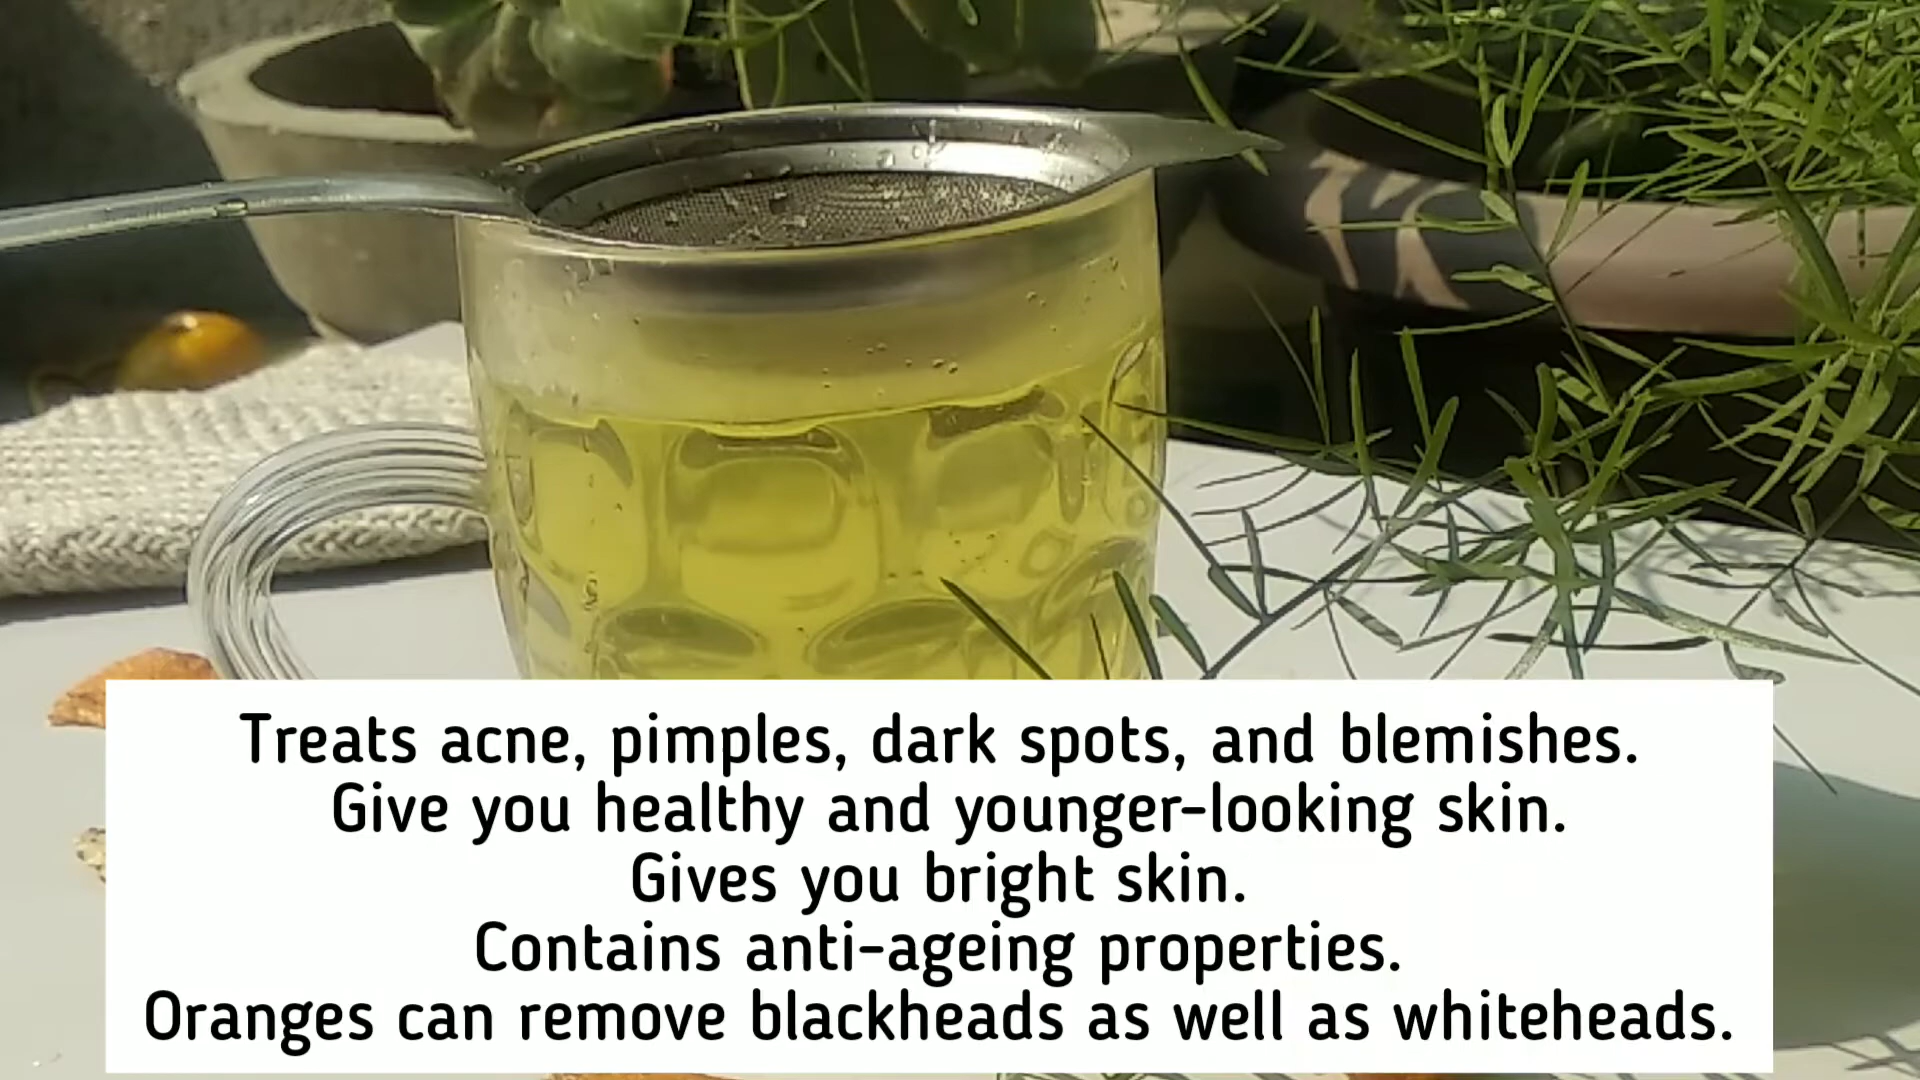 Treats acne, pimples, dark spots, and blemishes.
Give you healthy and younger-looking skin.
Gives you bright skin.
Contains anti-ageing properties.
Oranges can remove blackheads as well as whiteheads.